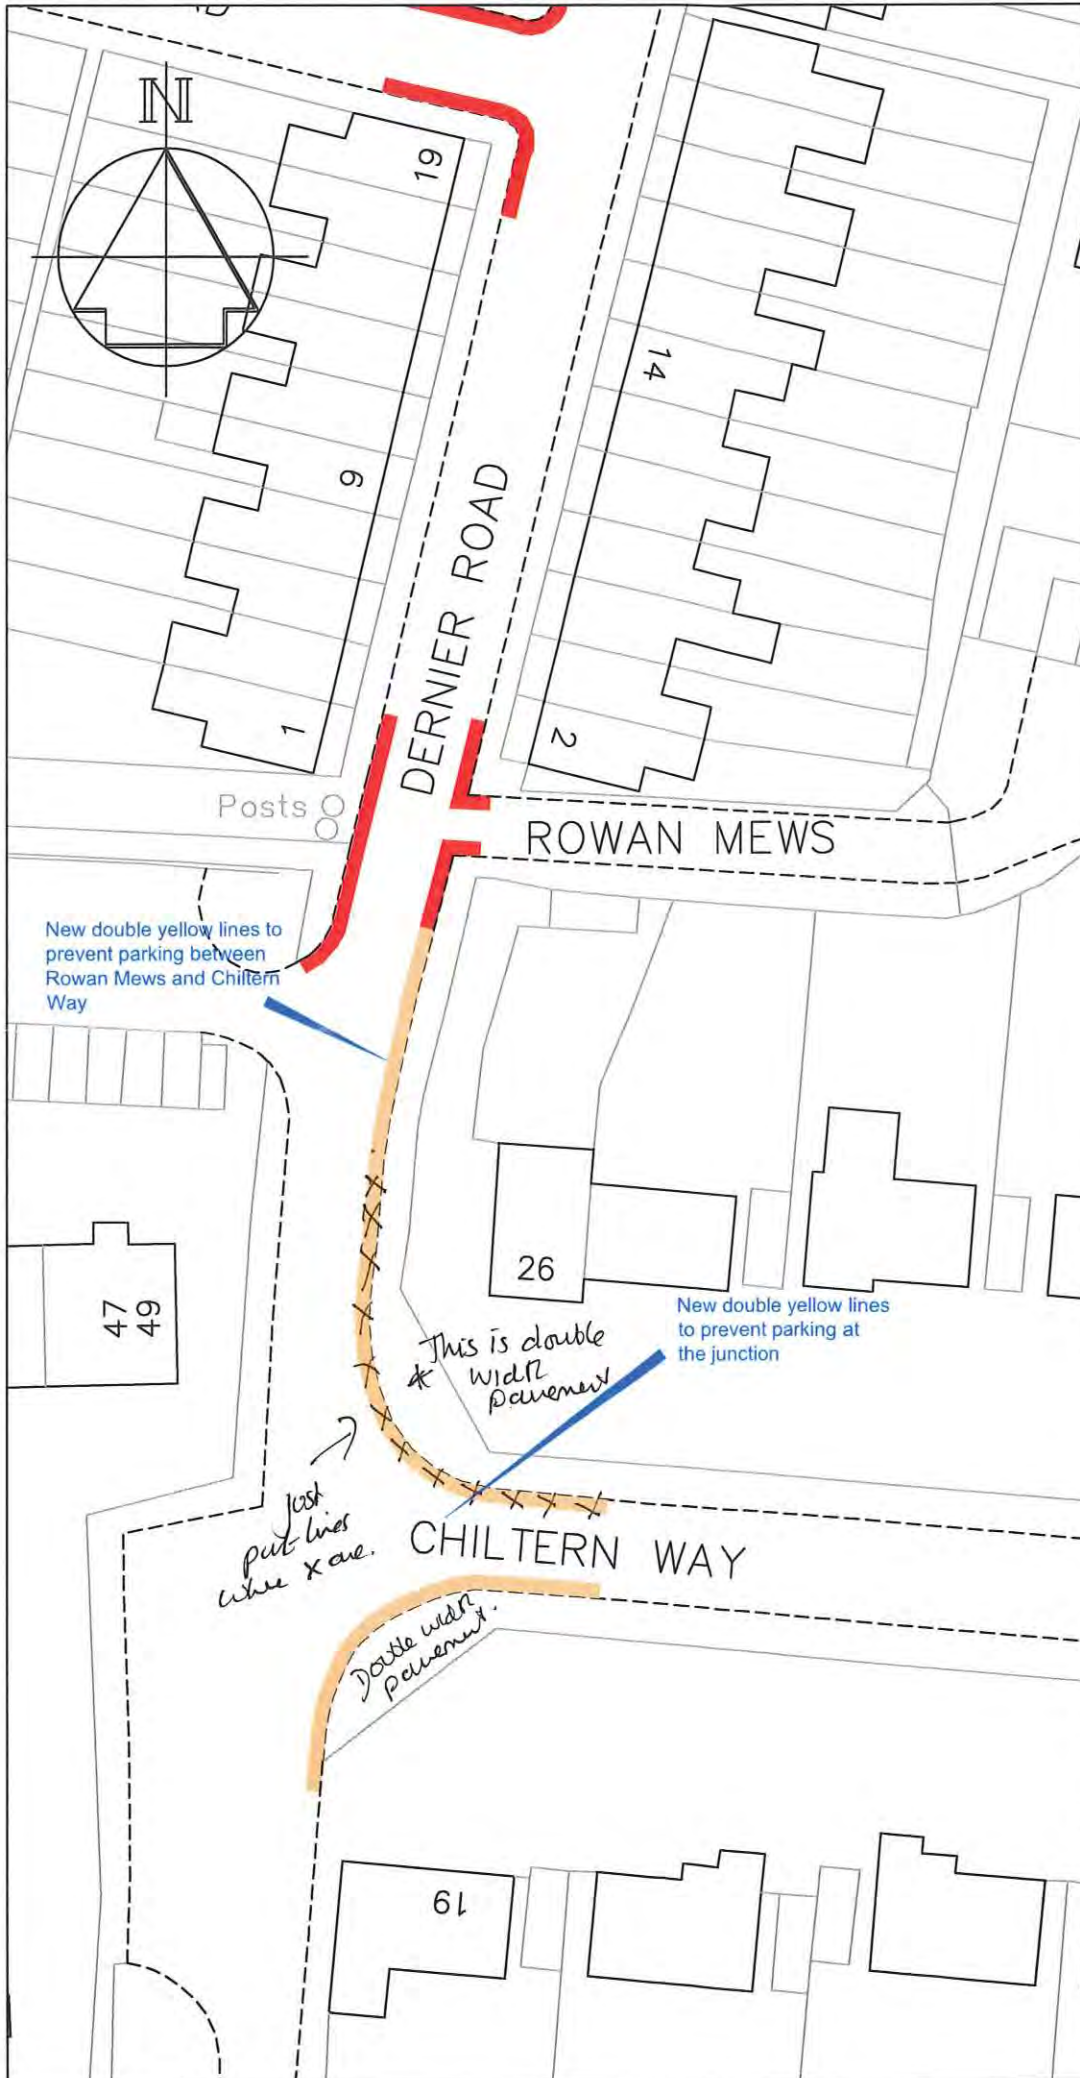 N
19
14
6
DERNIER ROAD
1
2
Posts
ROWAN MEWS
New double yellow lines to
prevent parking between
Rowan Mews and Chiltern
Way
26
47
49
New double yellow lines
to prevent parking at
the junction
* This is double
width
pavement
Just
put lines
where x are.
CHILTERN WAY
Double width
pavement.
19